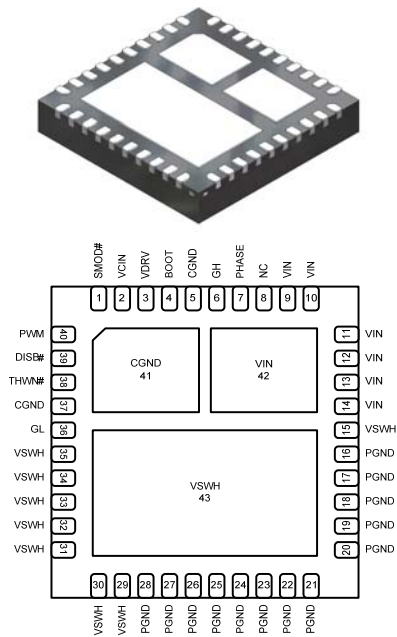 SMOD#
VCIN
VDRV
BOOT
CGND
GH
PHASE
NC
VIN
VIN
1
2
3
4
5
6
7
8
9
10
PWM
40
DISB#
39
THWN#
38
CGND
37
GL
36
VSWH
35
VSWH
34
VSWH
33
VSWH
32
VSWH
31
CGND
41
VIN
42
VSWH
43
11
VIN
12
VIN
13
VIN
14
VIN
15
VSWH
16
PGND
17
PGND
18
PGND
19
PGND
20
PGND
30
29
28
27
26
25
24
23
22
21
VSWH
VSWH
PGND
PGND
PGND
PGND
PGND
PGND
PGND
PGND